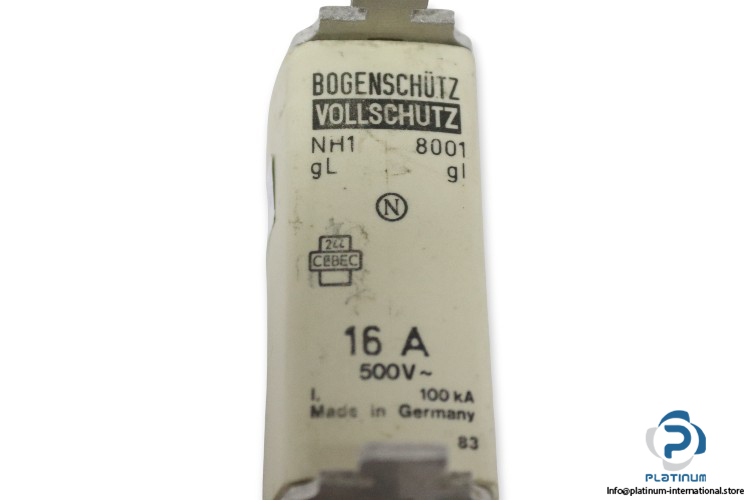 BOGENSCHÜTZ
VOLLSCHUTZ
NH1 8001
gL gl
N
244
CEBEC
16 A
500V~
I. 100 kA
Made in Germany
83
PLATINUM
Info@platinum-international.store